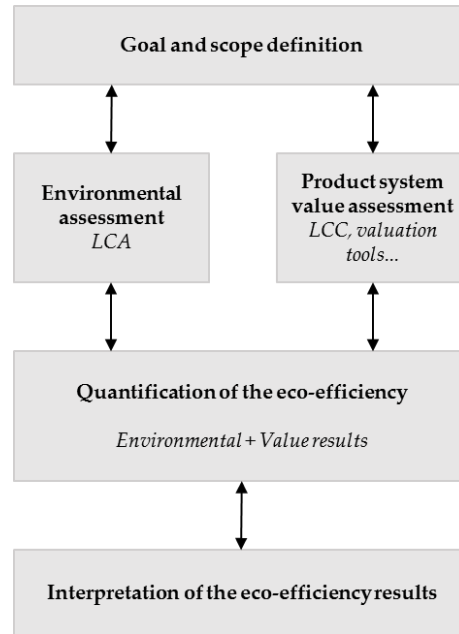 Goal and scope definition
Environmental
assessment
LCA
Product system
value assessment
LCC, valuation
tools...
Quantification of the eco-efficiency
Environmental + Value results
Interpretation of the eco-efficiency results